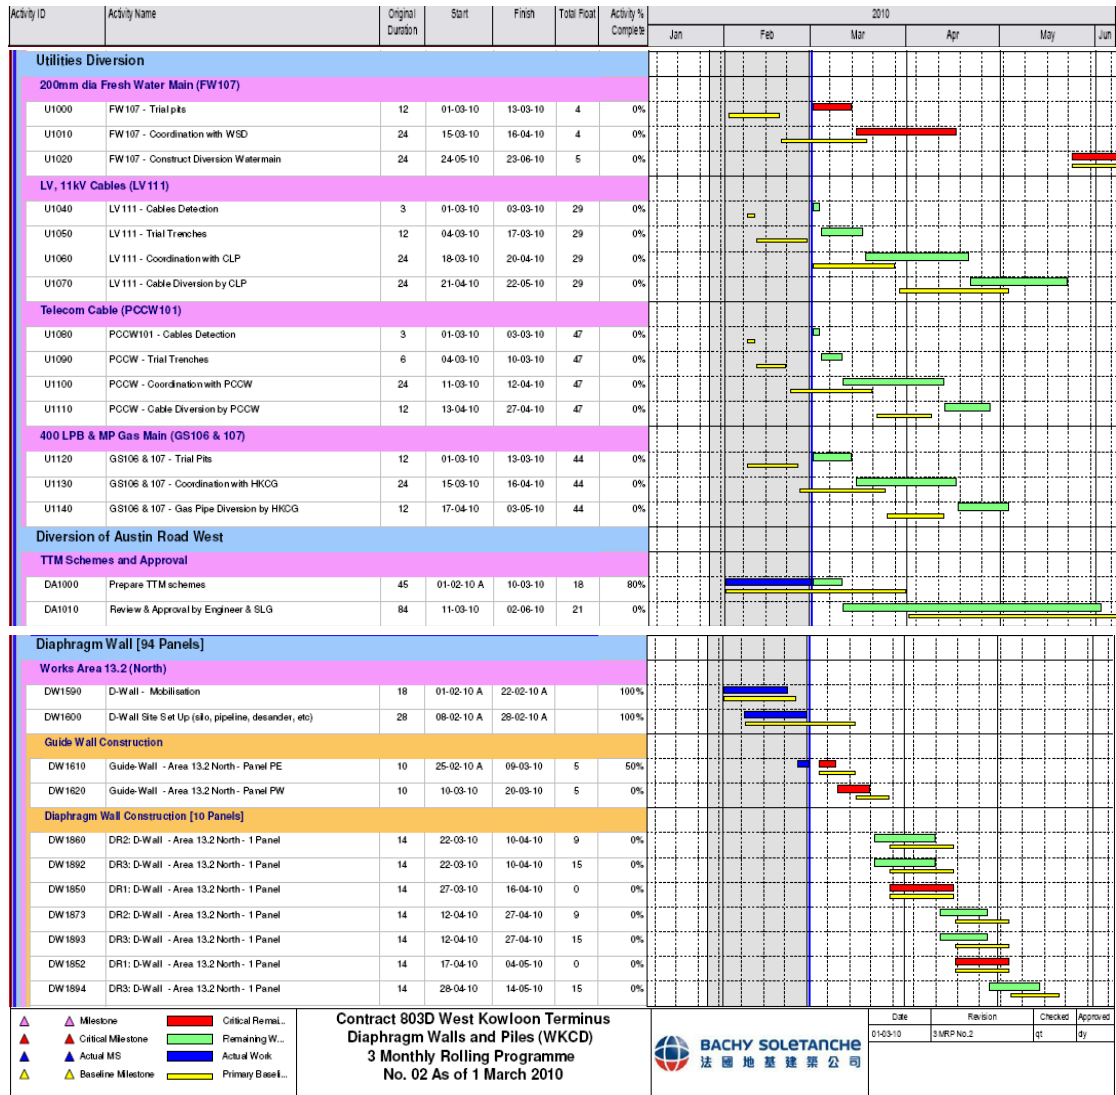 Activity ID Activity Name Original Duration Start Finish Total Float Activity % Complete 2010
Jan Feb Mar Apr May Jun
Utilities Diversion
200mm dia Fresh Water Main (FW107)
U1000 FW107 - Trial pits 12 01-03-10 13-03-10 4 0%
U1010 FW107 - Coordination with WSD 24 15-03-10 16-04-10 4 0%
U1020 FW107 - Construct Diversion Watermain 24 24-05-10 23-06-10 5 0%
LV, 11kV Cables (LV111)
U1040 LV111 - Cables Detection 3 01-03-10 03-03-10 29 0%
U1050 LV111 - Trial Trenches 12 04-03-10 17-03-10 29 0%
U1060 LV111 - Coordination with CLP 24 18-03-10 20-04-10 29 0%
U1070 LV111 - Cable Diversion by CLP 24 21-04-10 22-05-10 29 0%
Telecom Cable (PCCW101)
U1080 PCCW101 - Cables Detection 3 01-03-10 03-03-10 47 0%
U1090 PCCW - Trial Trenches 6 04-03-10 10-03-10 47 0%
U1100 PCCW - Coordination with PCCW 24 11-03-10 12-04-10 47 0%
U1110 PCCW - Cable Diversion by PCCW 12 13-04-10 27-04-10 47 0%
400 LPB & MP Gas Main (GS106 & 107)
U1120 GS106 & 107 - Trial Pits 12 01-03-10 13-03-10 44 0%
U1130 GS106 & 107 - Coordination with HKCG 24 15-03-10 16-04-10 44 0%
U1140 GS106 & 107 - Gas Pipe Diversion by HKCG 12 17-04-10 03-05-10 44 0%
Diversion of Austin Road West
TTM Schemes and Approval
DA1000 Prepare TTM schemes 45 01-02-10 A 10-03-10 18 80%
DA1010 Review & Approval by Engineer & SLG 84 11-03-10 02-06-10 21 0%
Diaphragm Wall [94 Panels]
Works Area 13.2 (North)
DW1590 D-Wall - Mobilisation 18 01-02-10 A 22-02-10 A 100%
DW1600 D-Wall Site Set Up (silo, pipeline, desander, etc) 28 08-02-10 A 28-02-10 A 100%
Guide Wall Construction
DW1610 Guide-Wall - Area 13.2 North - Panel PE 10 25-02-10 A 09-03-10 5 50%
DW1620 Guide-Wall - Area 13.2 North - Panel PW 10 10-03-10 20-03-10 5 0%
Diaphragm Wall Construction [10 Panels]
DW1860 DR2: D-Wall - Area 13.2 North - 1 Panel 14 22-03-10 10-04-10 9 0%
DW1892 DR3: D-Wall - Area 13.2 North - 1 Panel 14 22-03-10 10-04-10 15 0%
DW1850 DR1: D-Wall - Area 13.2 North - 1 Panel 14 27-03-10 16-04-10 0 0%
DW1873 DR2: D-Wall - Area 13.2 North - 1 Panel 14 12-04-10 27-04-10 9 0%
DW1893 DR3: D-Wall - Area 13.2 North - 1 Panel 14 12-04-10 27-04-10 15 0%
DW1852 DR1: D-Wall - Area 13.2 North - 1 Panel 14 17-04-10 04-05-10 0 0%
DW1894 DR3: D-Wall - Area 13.2 North - 1 Panel 14 28-04-10 14-05-10 15 0%
Milestone Critical Remai...
Critical Milestone Remaining W...
Actual MS Actual Work
Baseline Milestone Primary Baseli...
Contract 803D West Kowloon Terminus
Diaphragm Walls and Piles (WKCD)
3 Monthly Rolling Programme
No. 02 As of 1 March 2010
BACHY SOLETANCHE
法國地基建築公司
Date Revision Checked Approved
01-03-10 3MRP No.2 qt dy